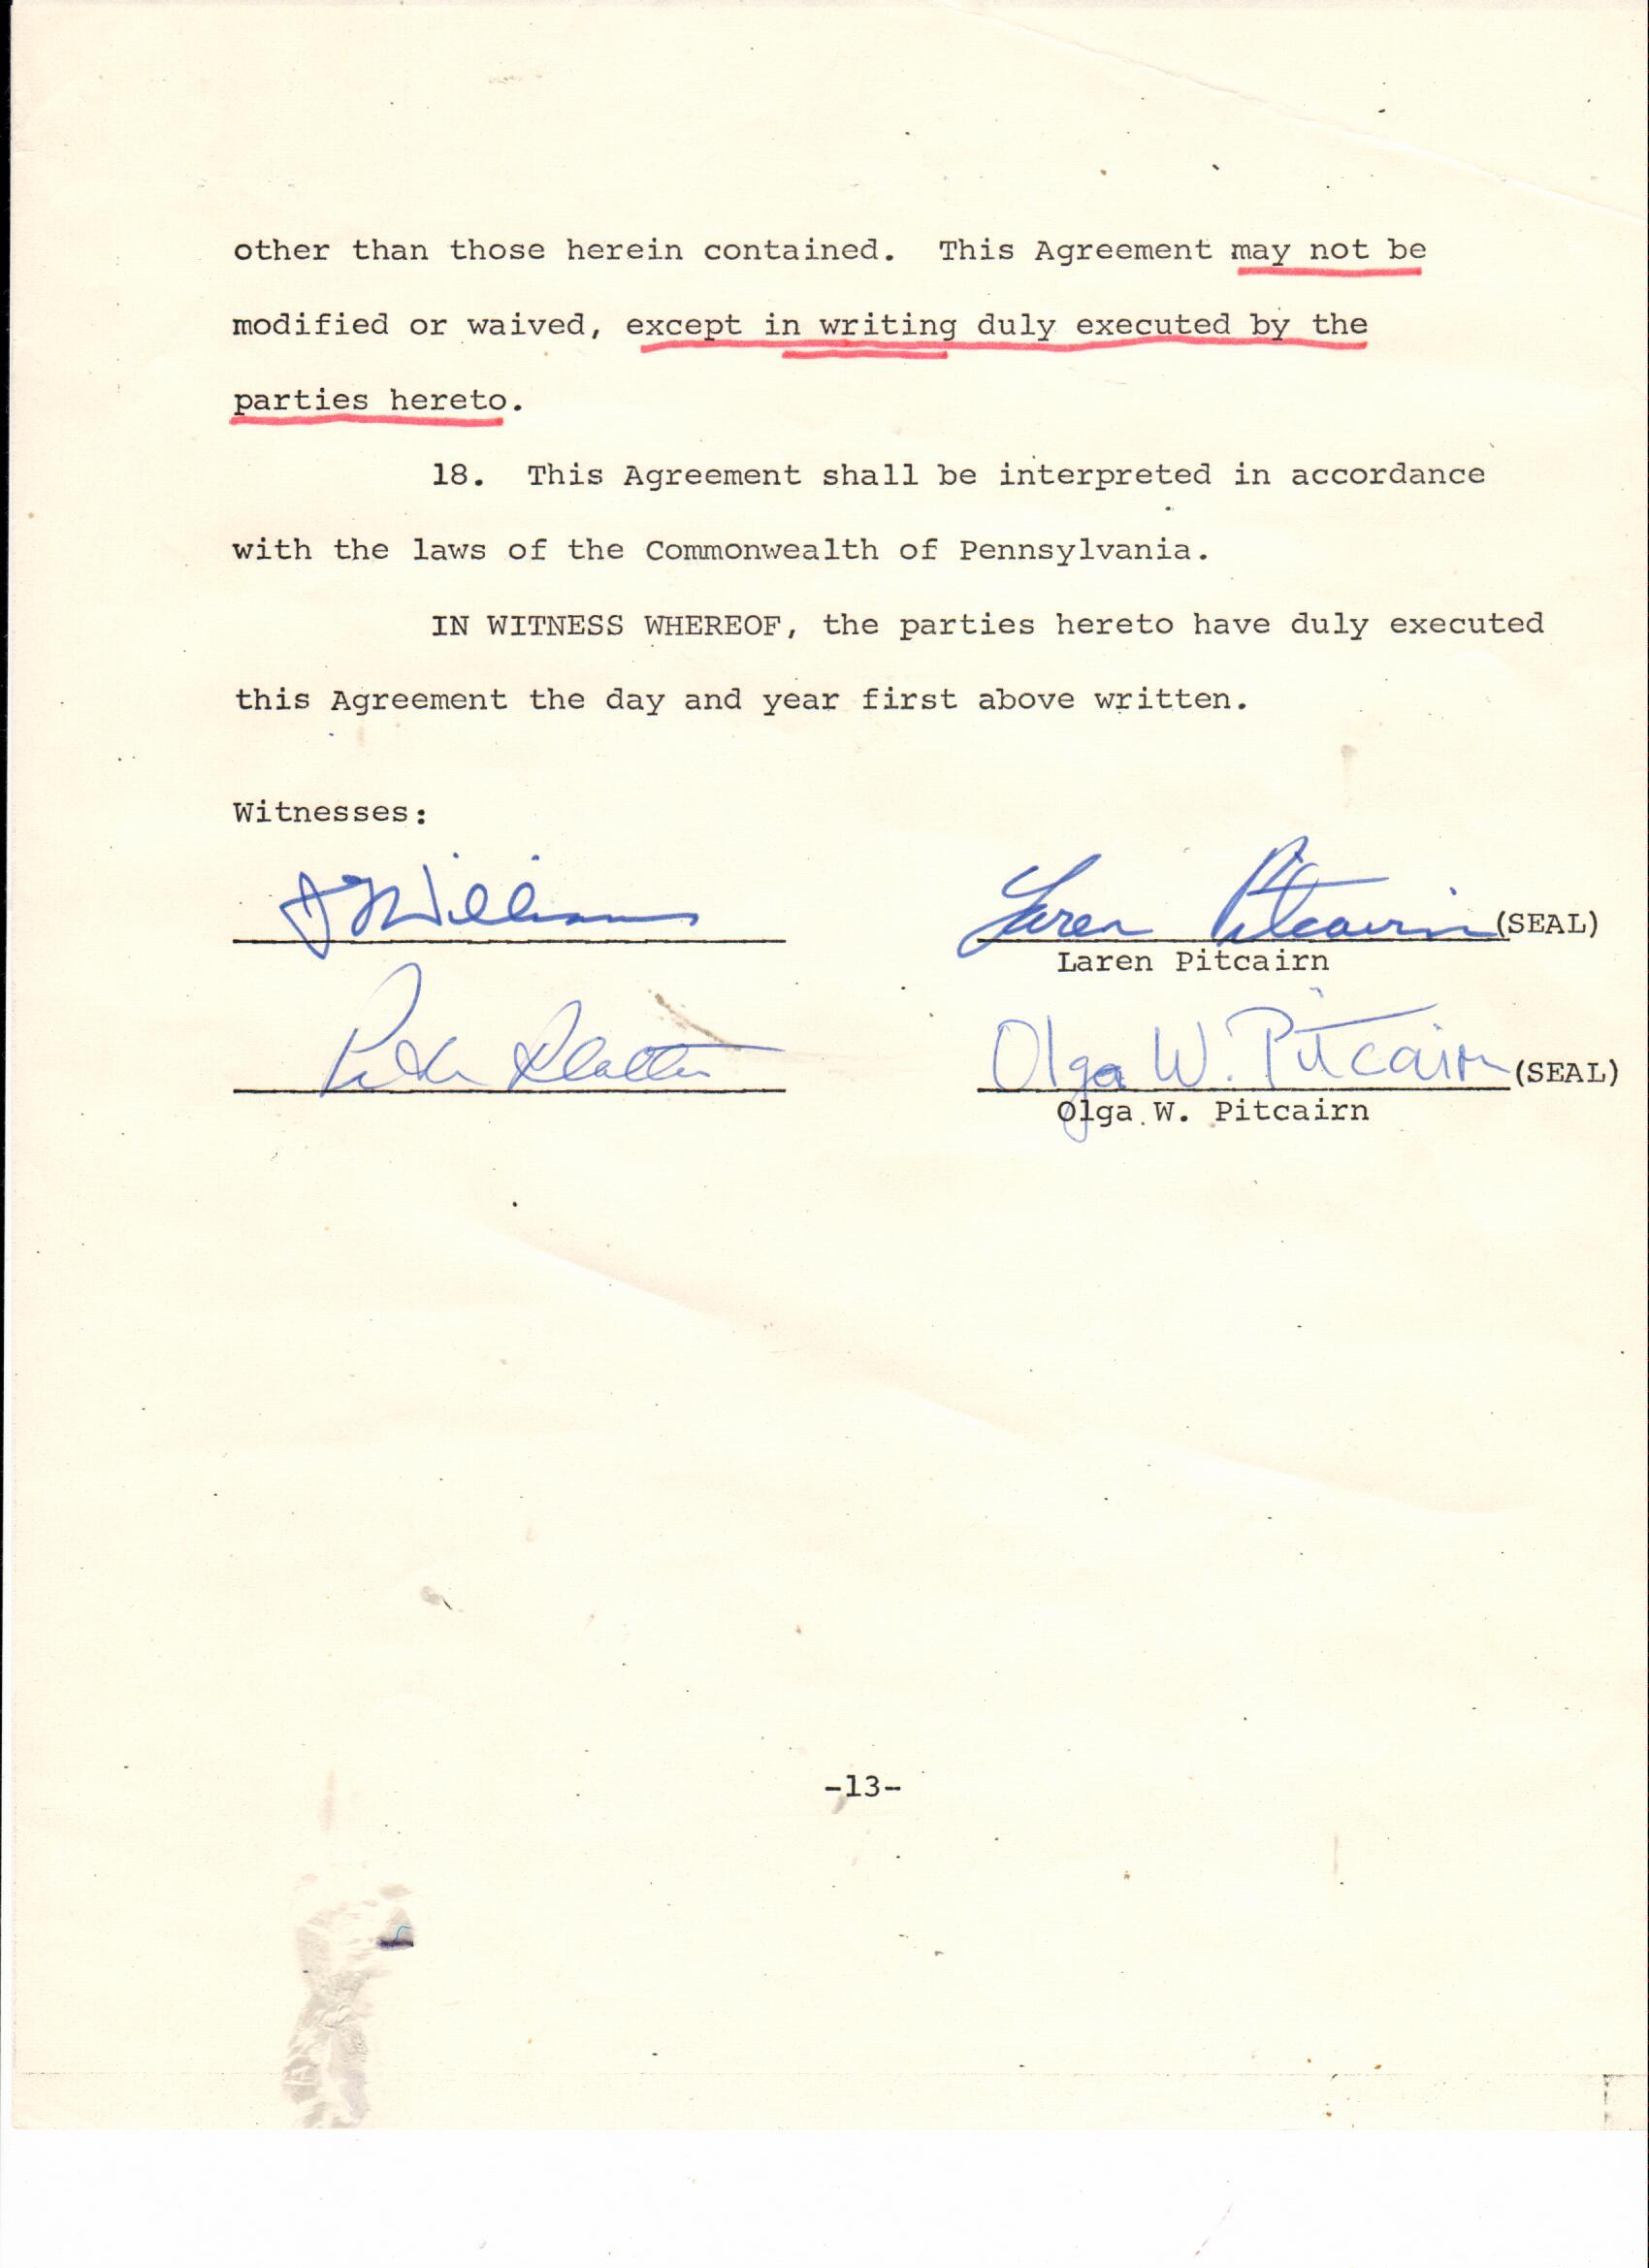 other than those herein contained. This Agreement may not be
modified or waived, except in writing duly executed by the
parties hereto.
18. This Agreement shall be interpreted in accordance
with the laws of the Commonwealth of Pennsylvania.
IN WITNESS WHEREOF, the parties hereto have duly executed
this Agreement the day and year first above written.
Witnesses:
Williams
Laren Pitcairn (SEAL)
Laren Pitcairn
Olga W. Pitcairn (SEAL)
Olga W. Pitcairn
-13-